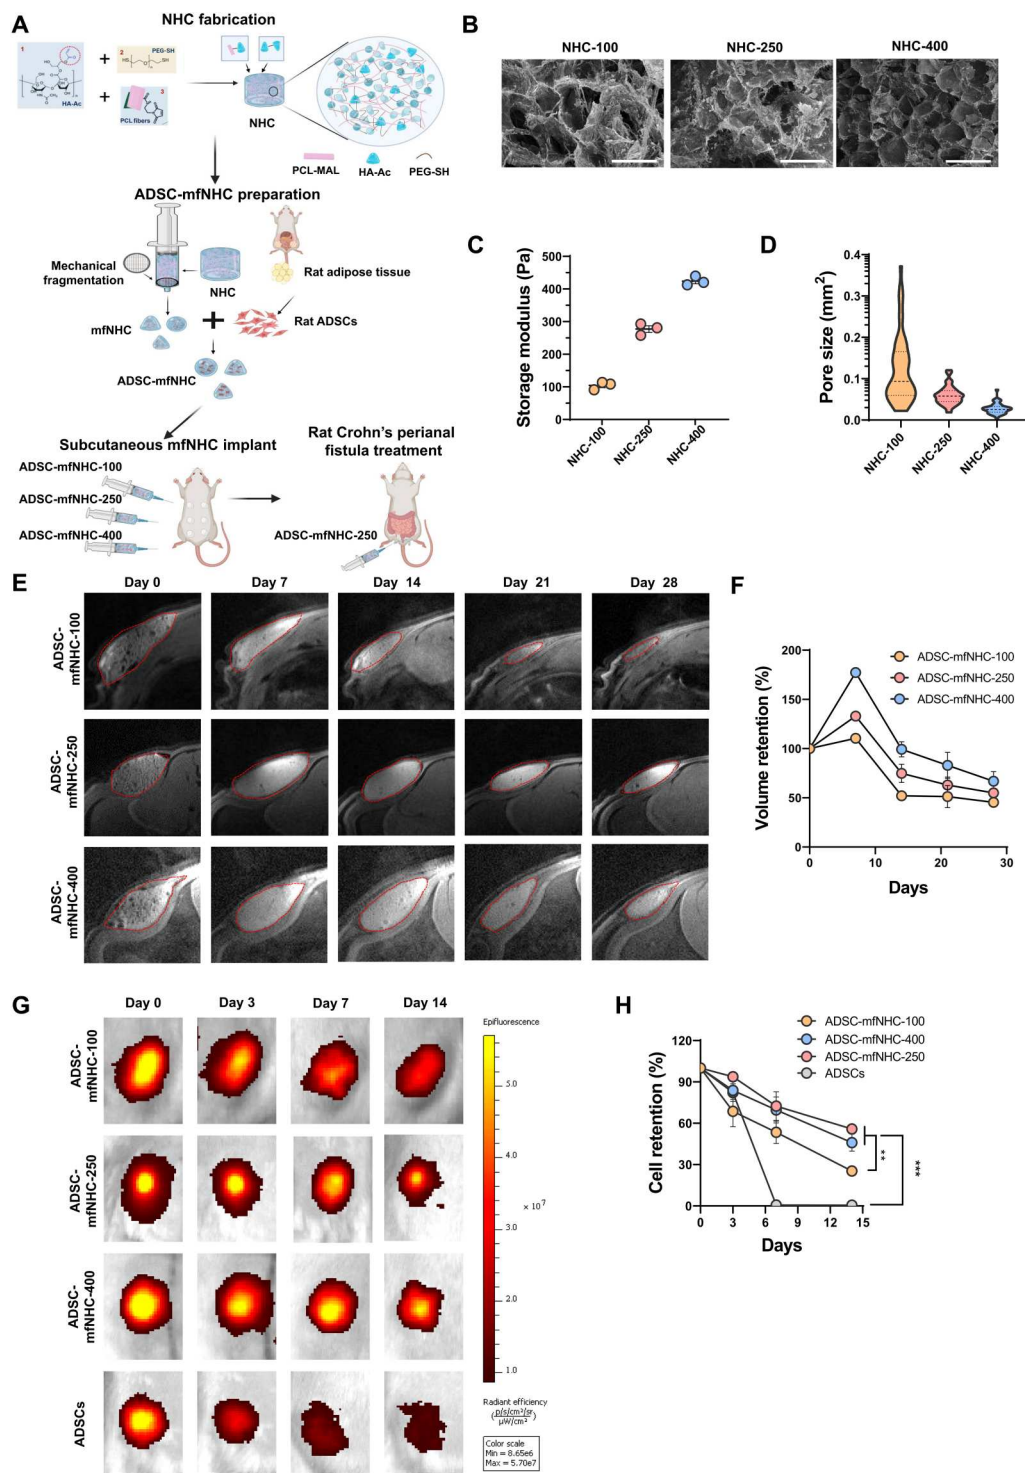 A
NHC fabrication
1
HA-Ac
+
2
PEG-SH
+
3
PCL fibers
NHC
PCL-MAL
HA-Ac
PEG-SH
ADSC-mfNHC preparation
Mechanical
fragmentation
NHC
Rat adipose tissue
mfNHC
+
Rat ADSCs
ADSC-mfNHC
Subcutaneous mfNHC implant
ADSC-mfNHC-100
ADSC-mfNHC-250
ADSC-mfNHC-400
Rat Crohn's perianal
fistula treatment
ADSC-mfNHC-250
B
NHC-100
NHC-250
NHC-400
C
Storage modulus (Pa)
500
400
300
200
100
0
NHC-100
NHC-250
NHC-400
D
Pore size (mm²)
0.4
0.3
0.2
0.1
0.0
NHC-100
NHC-250
NHC-400
E
Day 0
Day 7
Day 14
Day 21
Day 28
ADSC-
mfNHC-100
ADSC-
mfNHC-250
ADSC-
mfNHC-400
F
Volume retention (%)
200
150
100
50
0
0
10
20
30
Days
ADSC-mfNHC-100
ADSC-mfNHC-250
ADSC-mfNHC-400
G
Day 0
Day 3
Day 7
Day 14
ADSC-
mfNHC-100
ADSC-
mfNHC-250
ADSC-
mfNHC-400
ADSCs
Epifluorescence
5.0
4.0
3.0
× 10⁷
2.0
1.0
Radiant efficiency
(p/s/cm²/sr
µW/cm²)
Color scale
Min = 8.65e6
Max = 5.70e7
H
ADSC-mfNHC-100
ADSC-mfNHC-400
ADSC-mfNHC-250
ADSCs
Cell retention (%)
120
90
60
30
0
0
3
6
9
12
15
Days
**
***